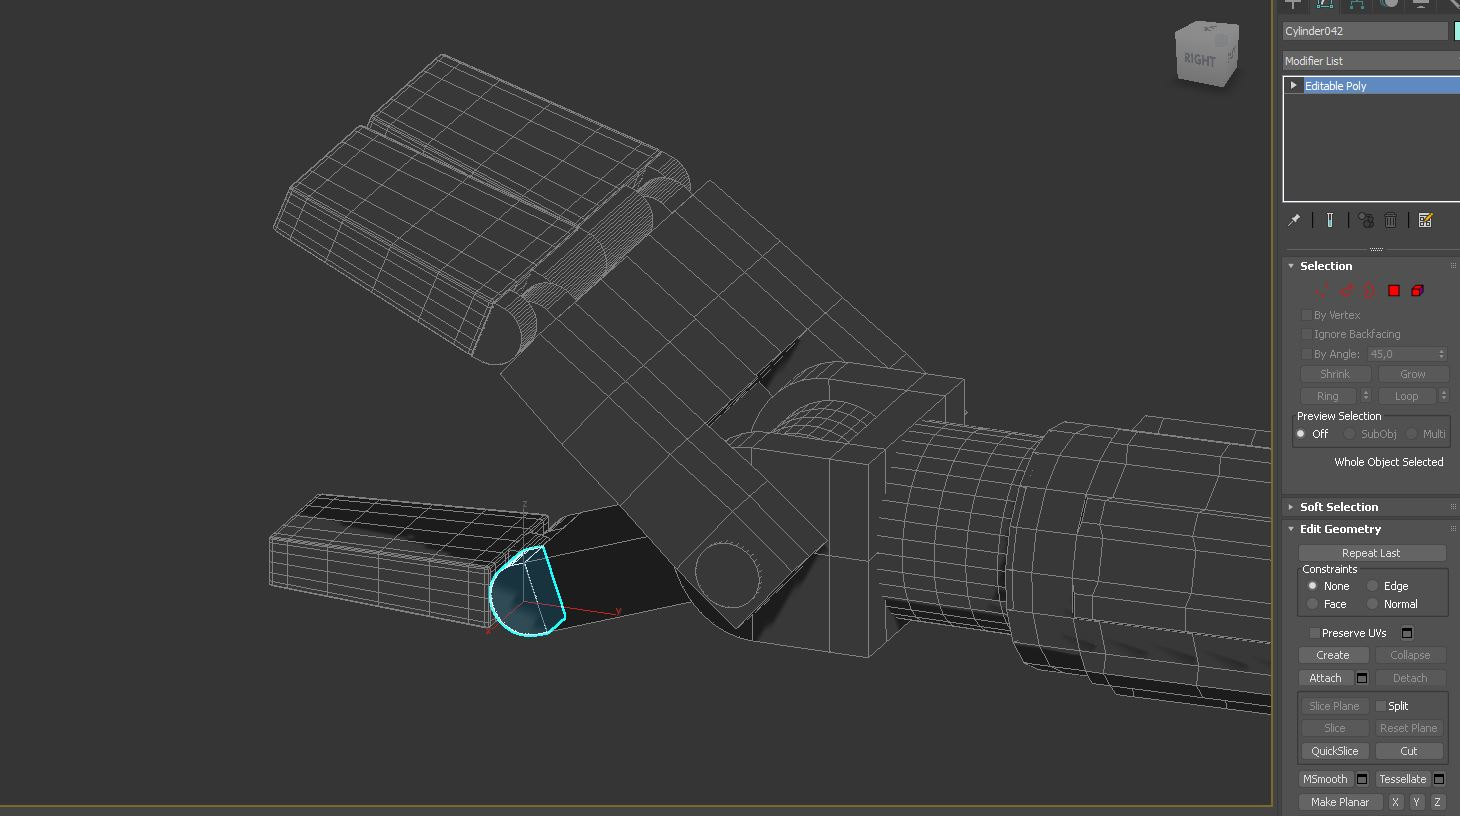 Cylinder042
Modifier List
Editable Poly
RIGHT
Selection
By Vertex
Ignore Backfacing
By Angle: 45,0
Shrink Grow
Ring Loop
Preview Selection
Off SubObj Multi
Whole Object Selected
Soft Selection
Edit Geometry
Repeat Last
Constraints
None Edge
Face Normal
Preserve UVs
Create Collapse
Attach Detach
Slice Plane Split
Slice Reset Plane
QuickSlice Cut
MSmooth Tessellate
Make Planar X Y Z
z
y
x